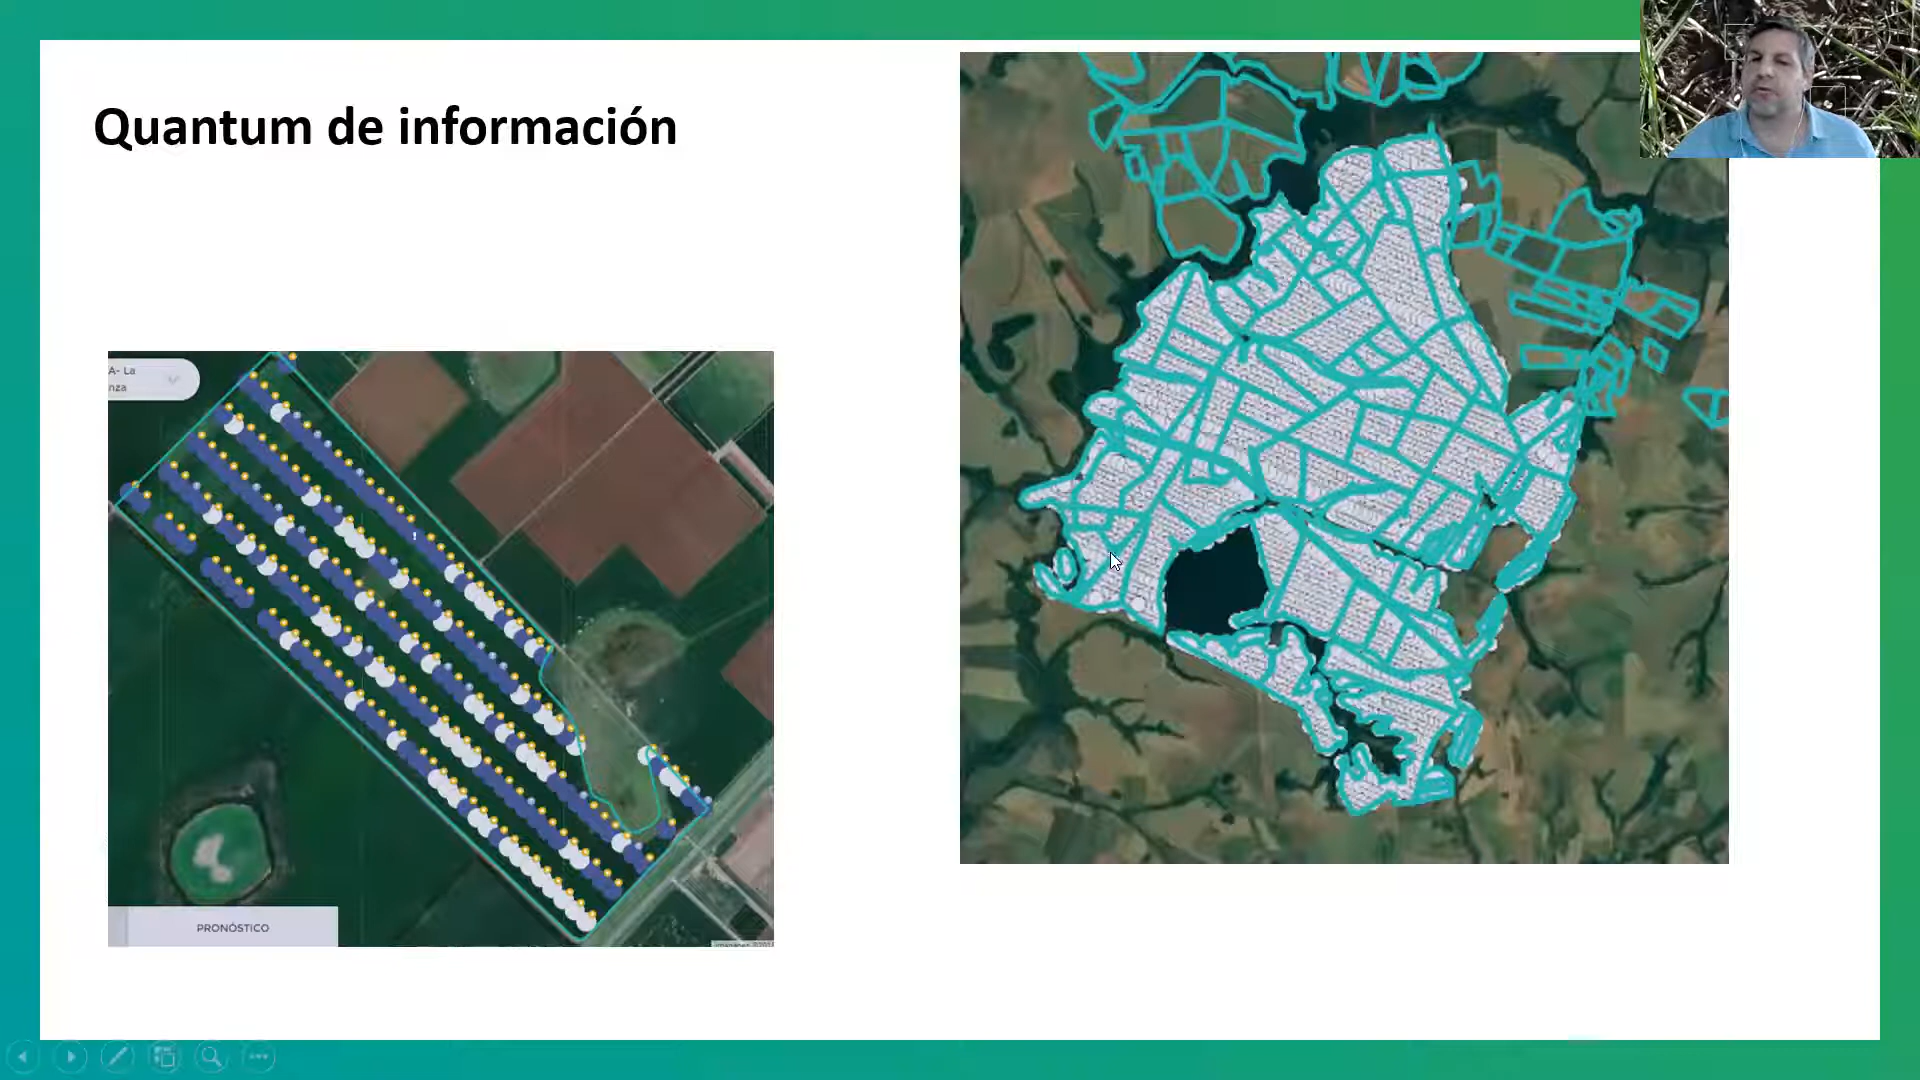 Quantum de información
A- La
nza
PRONÓSTICO